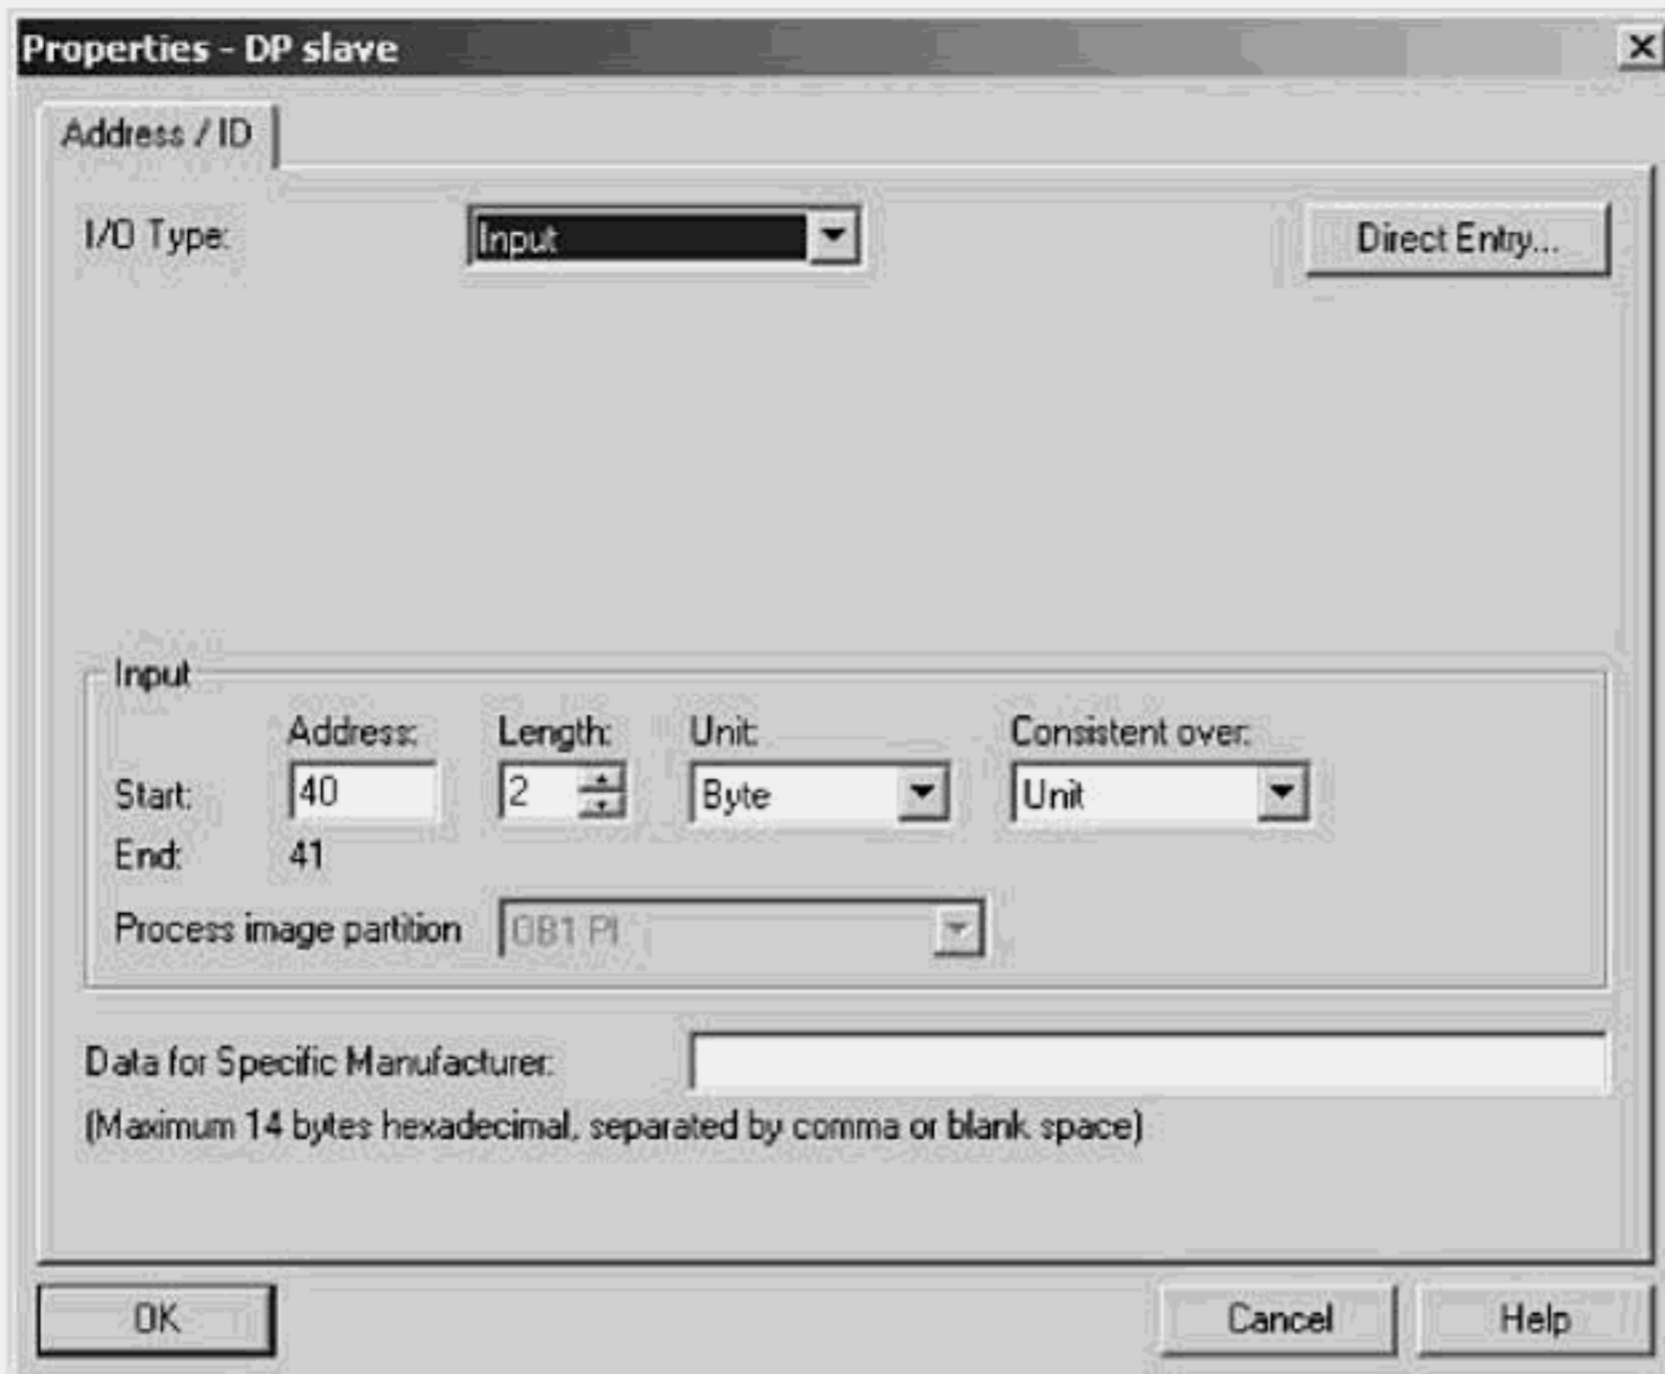 Properties - DP slave
Address / ID
I/O Type: Input Direct Entry...
Input
Address: Length: Unit: Consistent over:
Start: 40 2 Byte Unit
End: 41
Process image partition OB1 PI
Data for Specific Manufacturer:
(Maximum 14 bytes hexadecimal, separated by comma or blank space)
OK Cancel Help